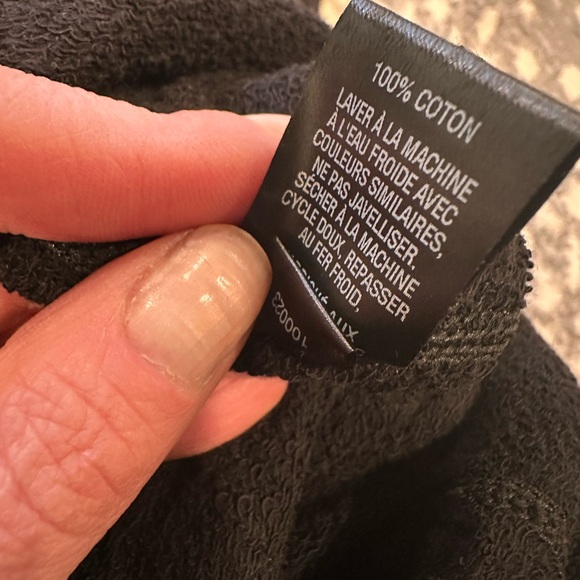 100% COTON
LAVER À LA MACHINE
À L'EAU FROIDE AVEC
COULEURS SIMILAIRES,
NE PAS JAVELLISER.
SÉCHER À LA MACHINE
CYCLE DOUX, REPASSER
AU FER FROID,
AUX